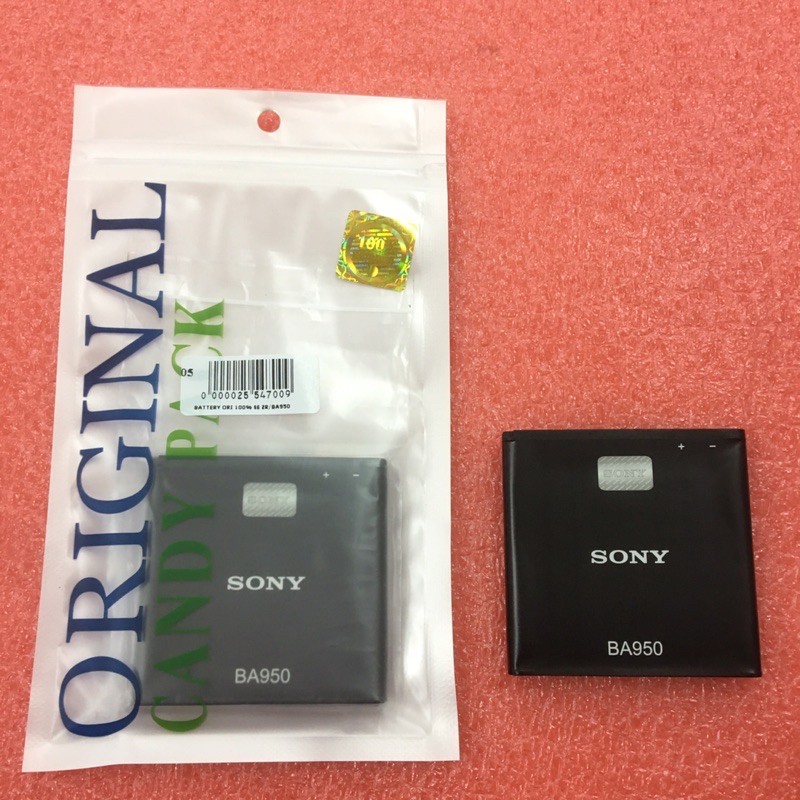 ORIGINAL
CANDY PACK
100
05
0 000025 547009
BATTERY ORI 100% SE ZR/BA950
+ −
SONY
SONY
BA950
+ −
SONY
SONY
BA950